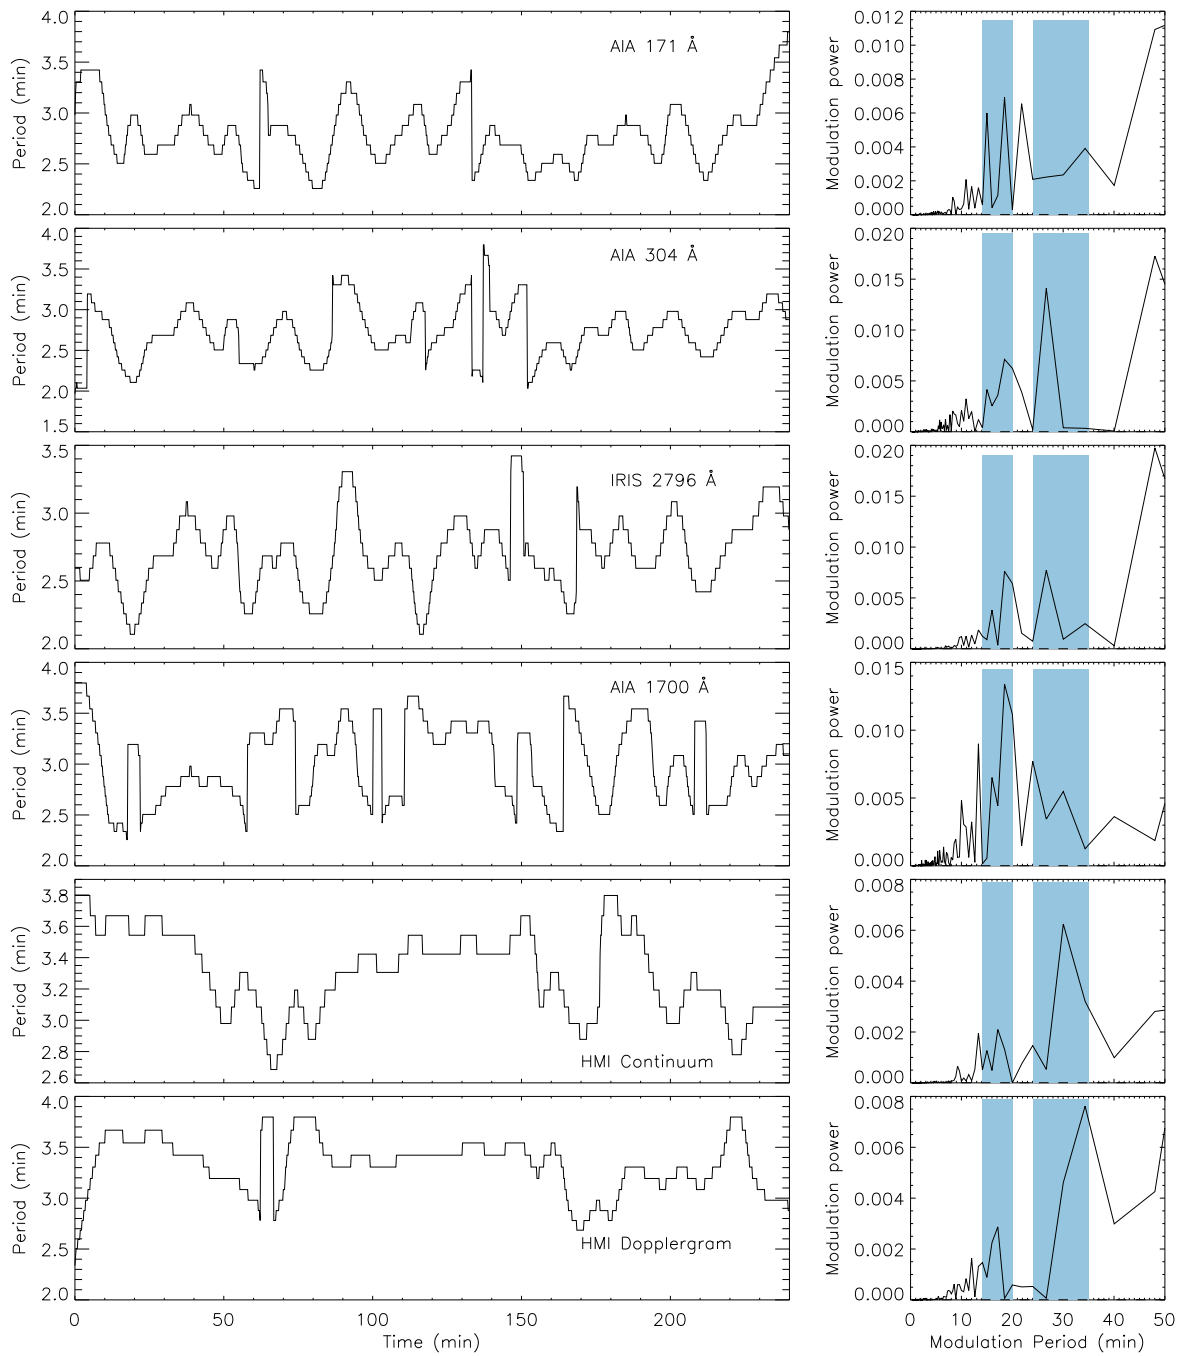 4.0
3.5
3.0
2.5
2.0
Period (min)
AIA 171 Å
0.012
0.010
0.008
0.006
0.004
0.002
0.000
Modulation power
4.0
3.5
3.0
2.5
2.0
1.5
Period (min)
AIA 304 Å
0.020
0.015
0.010
0.005
0.000
Modulation power
3.5
3.0
2.5
2.0
Period (min)
IRIS 2796 Å
0.020
0.015
0.010
0.005
0.000
Modulation power
4.0
3.5
3.0
2.5
2.0
Period (min)
AIA 1700 Å
0.015
0.010
0.005
0.000
Modulation power
3.8
3.6
3.4
3.2
3.0
2.8
2.6
Period (min)
HMI Continuum
0.008
0.006
0.004
0.002
0.000
Modulation power
4.0
3.5
3.0
2.5
2.0
Period (min)
HMI Dopplergram
0 50 100 150 200
Time (min)
0.008
0.006
0.004
0.002
0.000
Modulation power
0 10 20 30 40 50
Modulation Period (min)